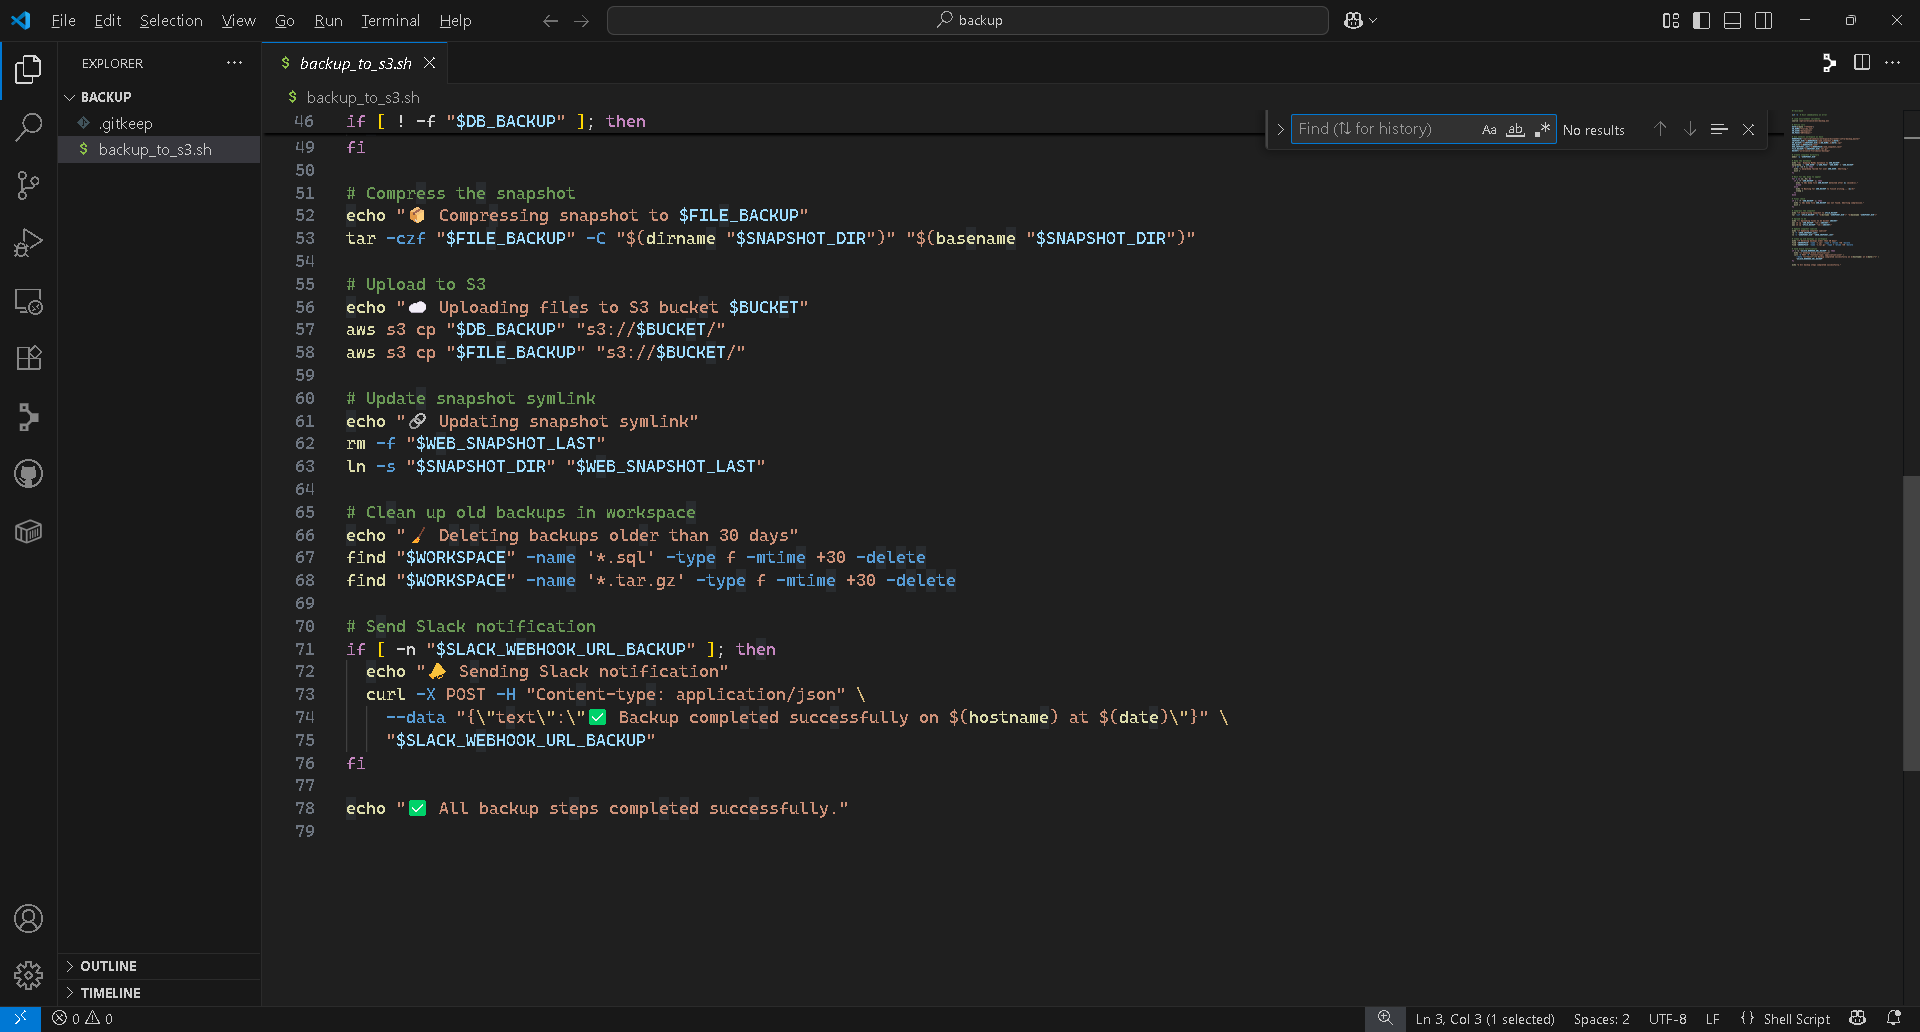 File Edit Selection View Go Run Terminal Help
backup
EXPLORER
BACKUP
.gitkeep
$ backup_to_s3.sh
OUTLINE
TIMELINE
$ backup_to_s3.sh
$ backup_to_s3.sh
Find (⇅ for history) Aa ab .* No results
46 if [ ! -f "$DB_BACKUP" ]; then
49 fi
50
51 # Compress the snapshot
52 echo "📦 Compressing snapshot to $FILE_BACKUP"
53 tar -czf "$FILE_BACKUP" -C "$(dirname "$SNAPSHOT_DIR")" "$(basename "$SNAPSHOT_DIR")"
54
55 # Upload to S3
56 echo "☁️ Uploading files to S3 bucket $BUCKET"
57 aws s3 cp "$DB_BACKUP" "s3://$BUCKET/"
58 aws s3 cp "$FILE_BACKUP" "s3://$BUCKET/"
59
60 # Update snapshot symlink
61 echo "🔗 Updating snapshot symlink"
62 rm -f "$WEB_SNAPSHOT_LAST"
63 ln -s "$SNAPSHOT_DIR" "$WEB_SNAPSHOT_LAST"
64
65 # Clean up old backups in workspace
66 echo "🧹 Deleting backups older than 30 days"
67 find "$WORKSPACE" -name '*.sql' -type f -mtime +30 -delete
68 find "$WORKSPACE" -name '*.tar.gz' -type f -mtime +30 -delete
69
70 # Send Slack notification
71 if [ -n "$SLACK_WEBHOOK_URL_BACKUP" ]; then
72 echo "📣 Sending Slack notification"
73 curl -X POST -H "Content-type: application/json" \
74 --data "{\"text\":\"✅ Backup completed successfully on $(hostname) at $(date)\"}" \
75 "$SLACK_WEBHOOK_URL_BACKUP"
76 fi
77
78 echo "✅ All backup steps completed successfully."
79
0 0
Ln 3, Col 3 (1 selected) Spaces: 2 UTF-8 LF {} Shell Script